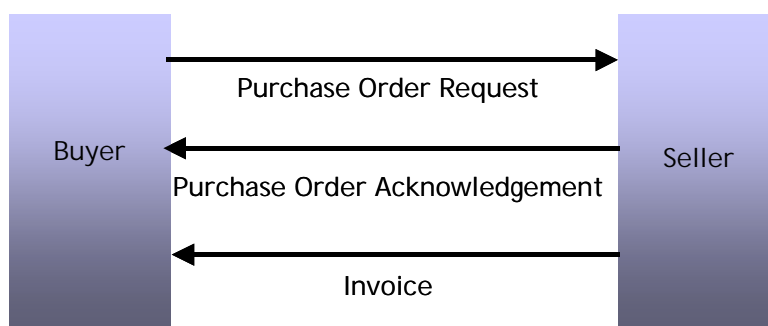 Purchase Order Request
Buyer
Seller
Purchase Order Acknowledgement
Invoice